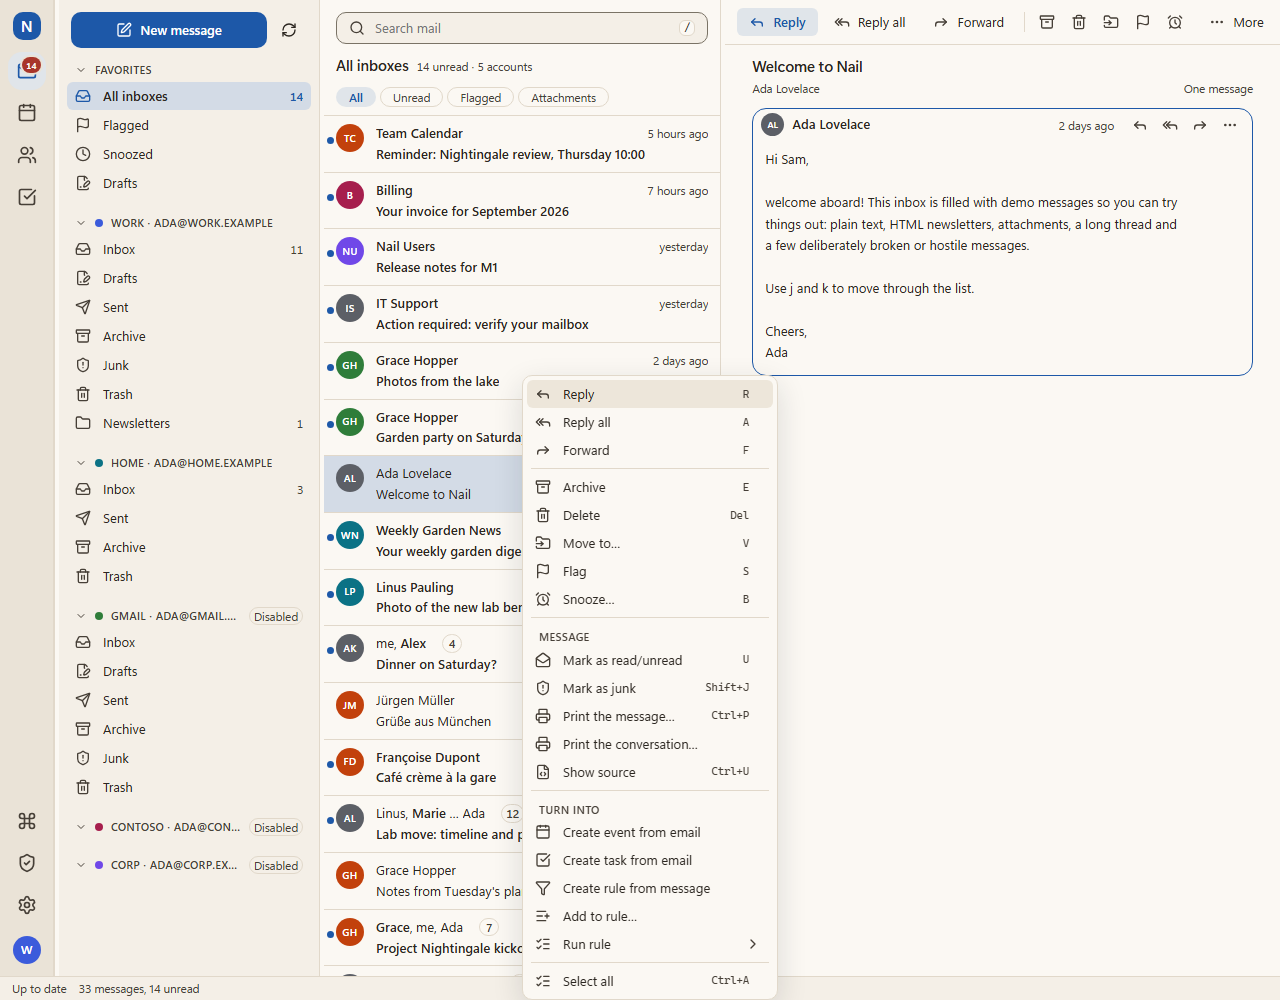 N
14
W
New message
FAVORITES
All inboxes 14
Flagged
Snoozed
Drafts
WORK · ADA@WORK.EXAMPLE
Inbox 11
Drafts
Sent
Archive
Junk
Trash
Newsletters 1
HOME · ADA@HOME.EXAMPLE
Inbox 3
Sent
Archive
Trash
GMAIL · ADA@GMAIL.... Disabled
Inbox
Drafts
Sent
Archive
Junk
Trash
CONTOSO · ADA@CON... Disabled
CORP · ADA@CORP.EX... Disabled
Search mail /
All inboxes 14 unread · 5 accounts
All Unread Flagged Attachments
TC Team Calendar 5 hours ago
Reminder: Nightingale review, Thursday 10:00
B Billing 7 hours ago
Your invoice for September 2026
NU Nail Users yesterday
Release notes for M1
IS IT Support yesterday
Action required: verify your mailbox
GH Grace Hopper 2 days ago
Photos from the lake
GH Grace Hopper
Garden party on Saturda
AL Ada Lovelace
Welcome to Nail
WN Weekly Garden News
Your weekly garden dige
LP Linus Pauling
Photo of the new lab ber
AK me, Alex 4
Dinner on Saturday?
JM Jürgen Müller
Grüße aus München
FD Françoise Dupont
Café crème à la gare
AL Linus, Marie ... Ada 12
Lab move: timeline and p
GH Grace Hopper
Notes from Tuesday's pla
GH Grace, me, Ada 7
Project Nightingale kickc
Reply Reply all Forward More
Welcome to Nail
Ada Lovelace One message
AL Ada Lovelace 2 days ago
Hi Sam,
welcome aboard! This inbox is filled with demo messages so you can try
things out: plain text, HTML newsletters, attachments, a long thread and
a few deliberately broken or hostile messages.
Use j and k to move through the list.
Cheers,
Ada
Reply R
Reply all A
Forward F
Archive E
Delete Del
Move to... V
Flag S
Snooze... B
MESSAGE
Mark as read/unread U
Mark as junk Shift+J
Print the message... Ctrl+P
Print the conversation...
Show source Ctrl+U
TURN INTO
Create event from email
Create task from email
Create rule from message
Add to rule...
Run rule
Select all Ctrl+A
Up to date 33 messages, 14 unread